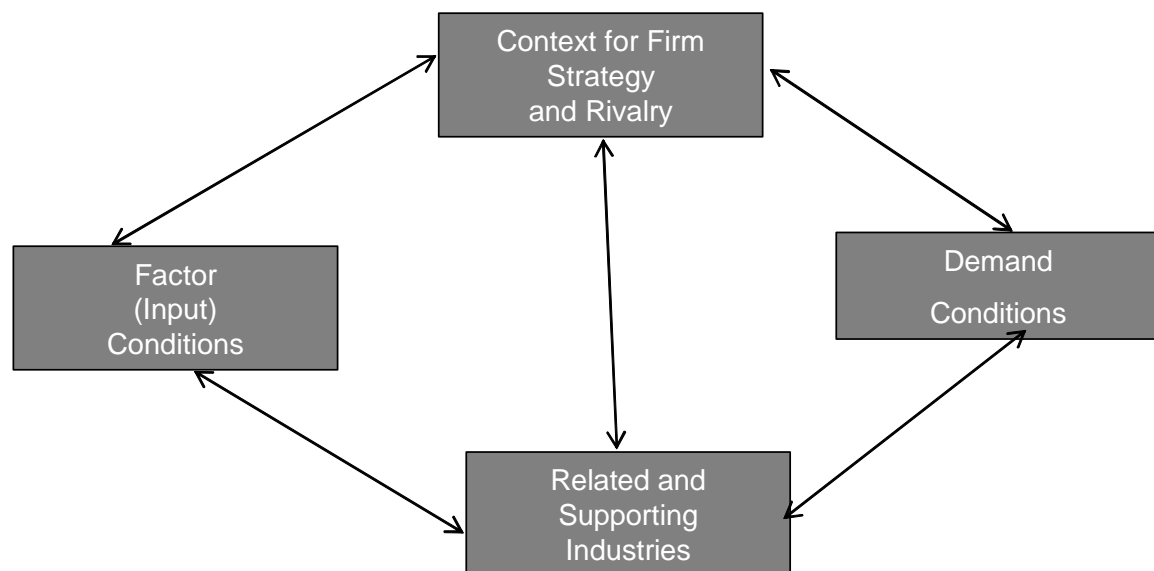 Context for Firm
Strategy
and Rivalry
Factor
(Input)
Conditions
Demand
Conditions
Related and
Supporting
Industries